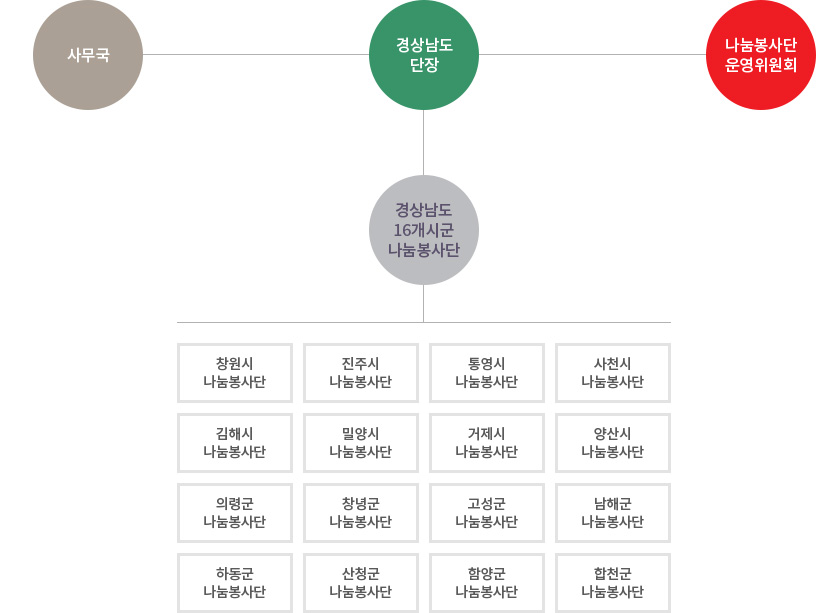 사무국
경상남도
단장
나눔봉사단
운영위원회
경상남도
16개시군
나눔봉사단
창원시
나눔봉사단
진주시
나눔봉사단
통영시
나눔봉사단
사천시
나눔봉사단
김해시
나눔봉사단
밀양시
나눔봉사단
거제시
나눔봉사단
양산시
나눔봉사단
의령군
나눔봉사단
창녕군
나눔봉사단
고성군
나눔봉사단
남해군
나눔봉사단
하동군
나눔봉사단
산청군
나눔봉사단
함양군
나눔봉사단
합천군
나눔봉사단